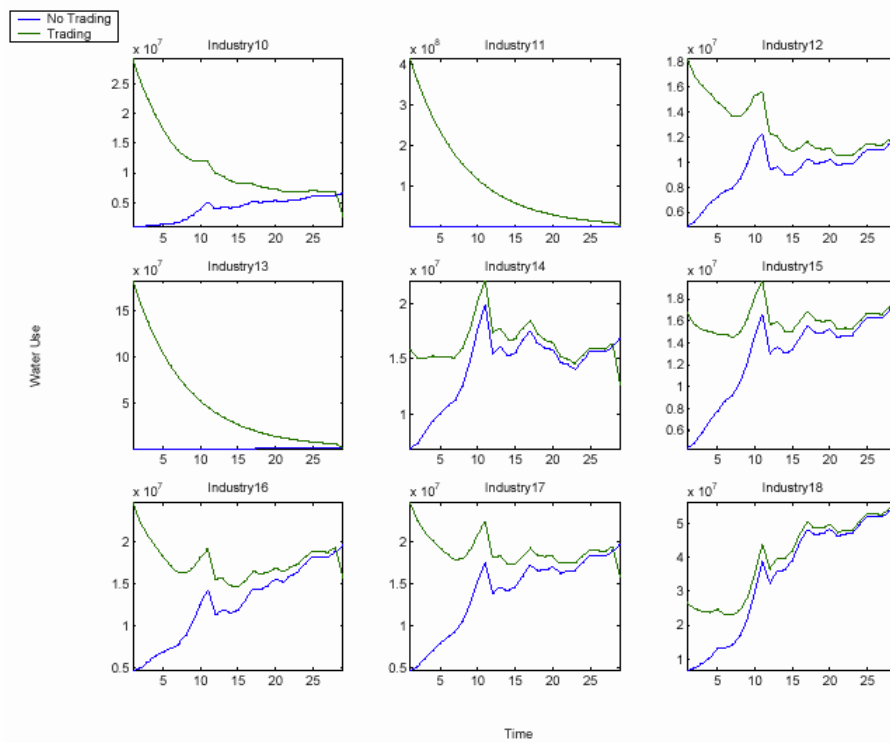 No Trading
Trading
Industry10
x 10^7
2.5
2
1.5
1
0.5
5 10 15 20 25
Industry11
x 10^8
4
3
2
1
5 10 15 20 25
Industry12
x 10^7
1.8
1.6
1.4
1.2
1
0.8
0.6
5 10 15 20 25
Industry13
x 10^7
15
10
5
5 10 15 20 25
Industry14
x 10^7
2
1.5
1
5 10 15 20 25
Industry15
x 10^7
1.8
1.6
1.4
1.2
1
0.8
0.6
5 10 15 20 25
Water Use
Industry16
x 10^7
2
1.5
1
0.5
5 10 15 20 25
Industry17
x 10^7
2
1.5
1
0.5
5 10 15 20 25
Industry18
x 10^7
5
4
3
2
1
5 10 15 20 25
Time